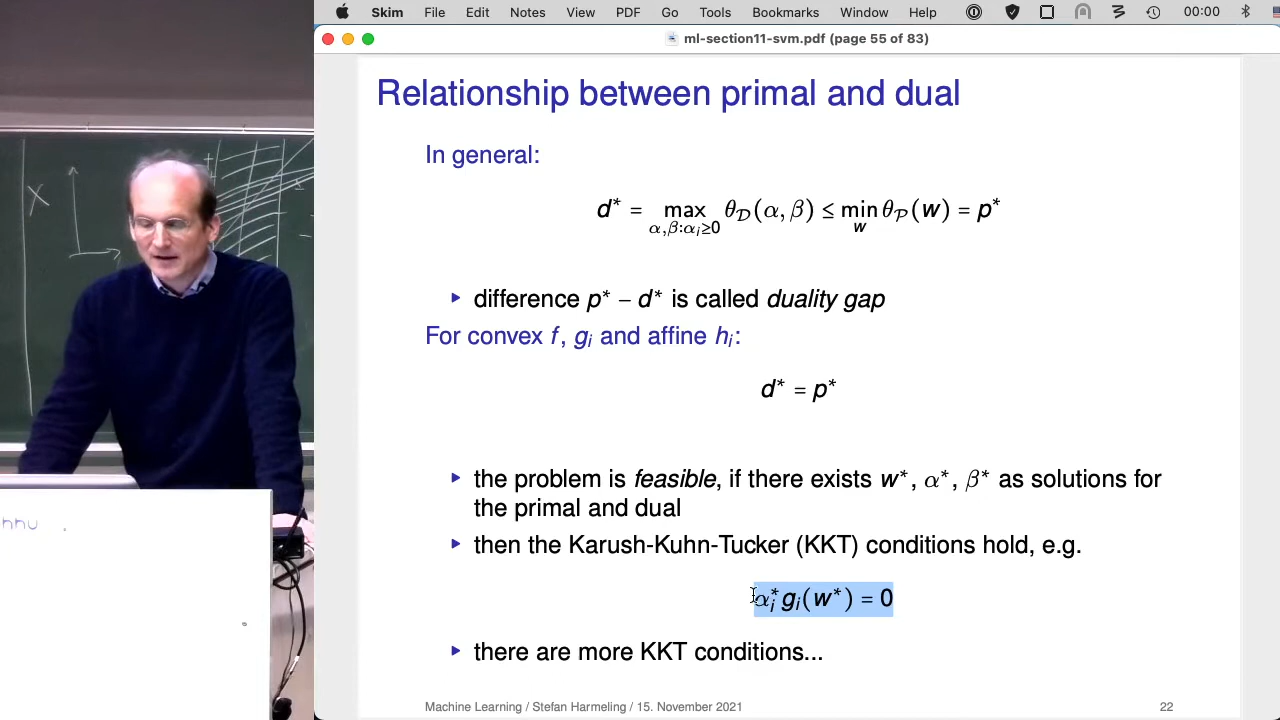 Skim File Edit Notes View PDF Go Tools Bookmarks Window Help 00:00
ml-section11-svm.pdf (page 55 of 83)
Relationship between primal and dual
In general:
d* = max θ_D(α, β) ≤ min θ_P(w) = p*
α,β:αᵢ≥0 w
▸ difference p* − d* is called duality gap
For convex f, gᵢ and affine hᵢ:
d* = p*
▸ the problem is feasible, if there exists w*, α*, β* as solutions for
the primal and dual
▸ then the Karush-Kuhn-Tucker (KKT) conditions hold, e.g.
αᵢ* gᵢ(w*) = 0
▸ there are more KKT conditions...
Machine Learning / Stefan Harmeling / 15. November 2021 22
X
hhu